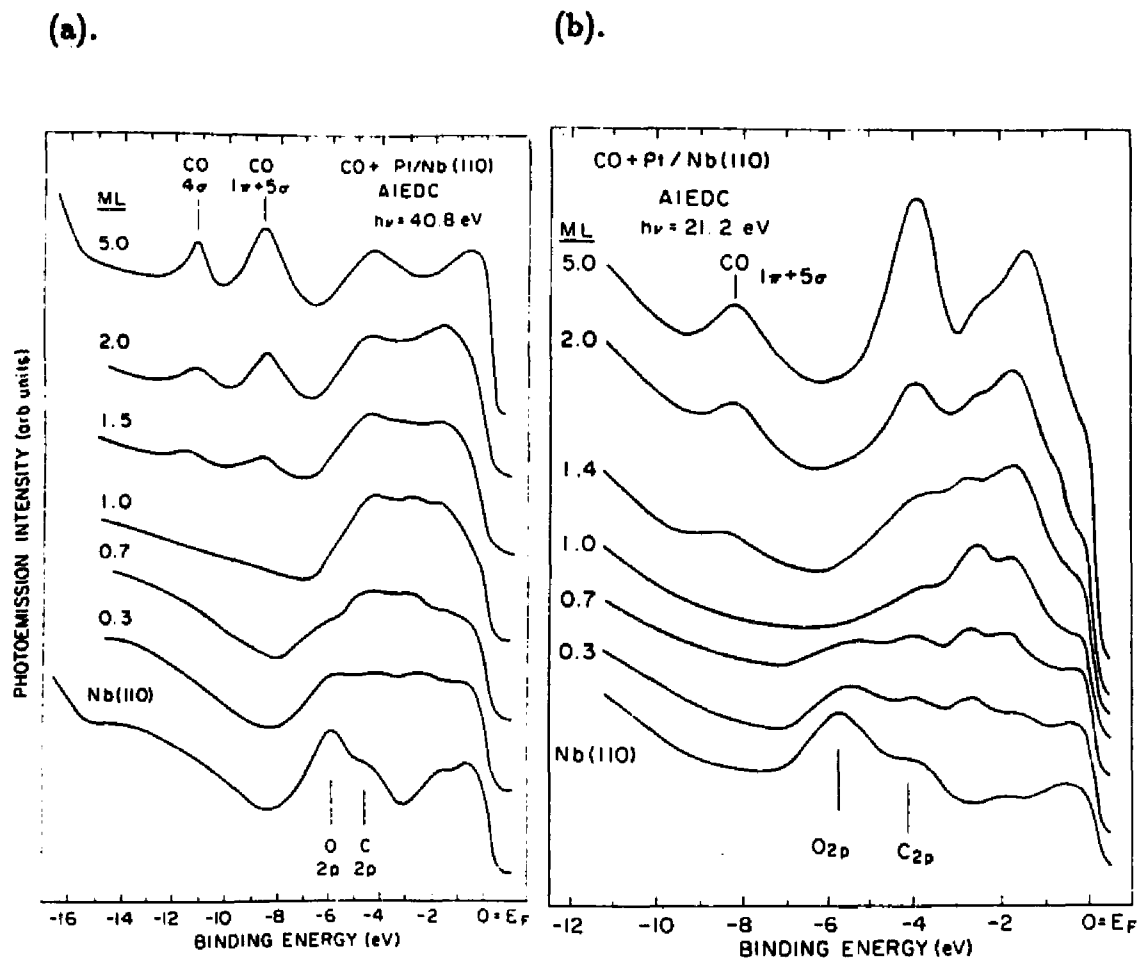 (a).
(b).
CO
4σ
CO
1π+5σ
CO + Pt/Nb(110)
AIEDC
hν = 40.8 eV
ML
5.0
2.0
1.5
1.0
0.7
0.3
Nb(110)
O
2p
C
2p
PHOTOEMISSION INTENSITY (arb units)
-16
-14
-12
-10
-8
-6
-4
-2
0=EF
BINDING ENERGY (eV)
CO + Pt / Nb(110)
AIEDC
hν = 21.2 eV
ML
5.0
CO
1π+5σ
2.0
1.4
1.0
0.7
0.3
Nb(110)
O2p
C2p
-12
-10
-8
-6
-4
-2
0=EF
BINDING ENERGY (eV)